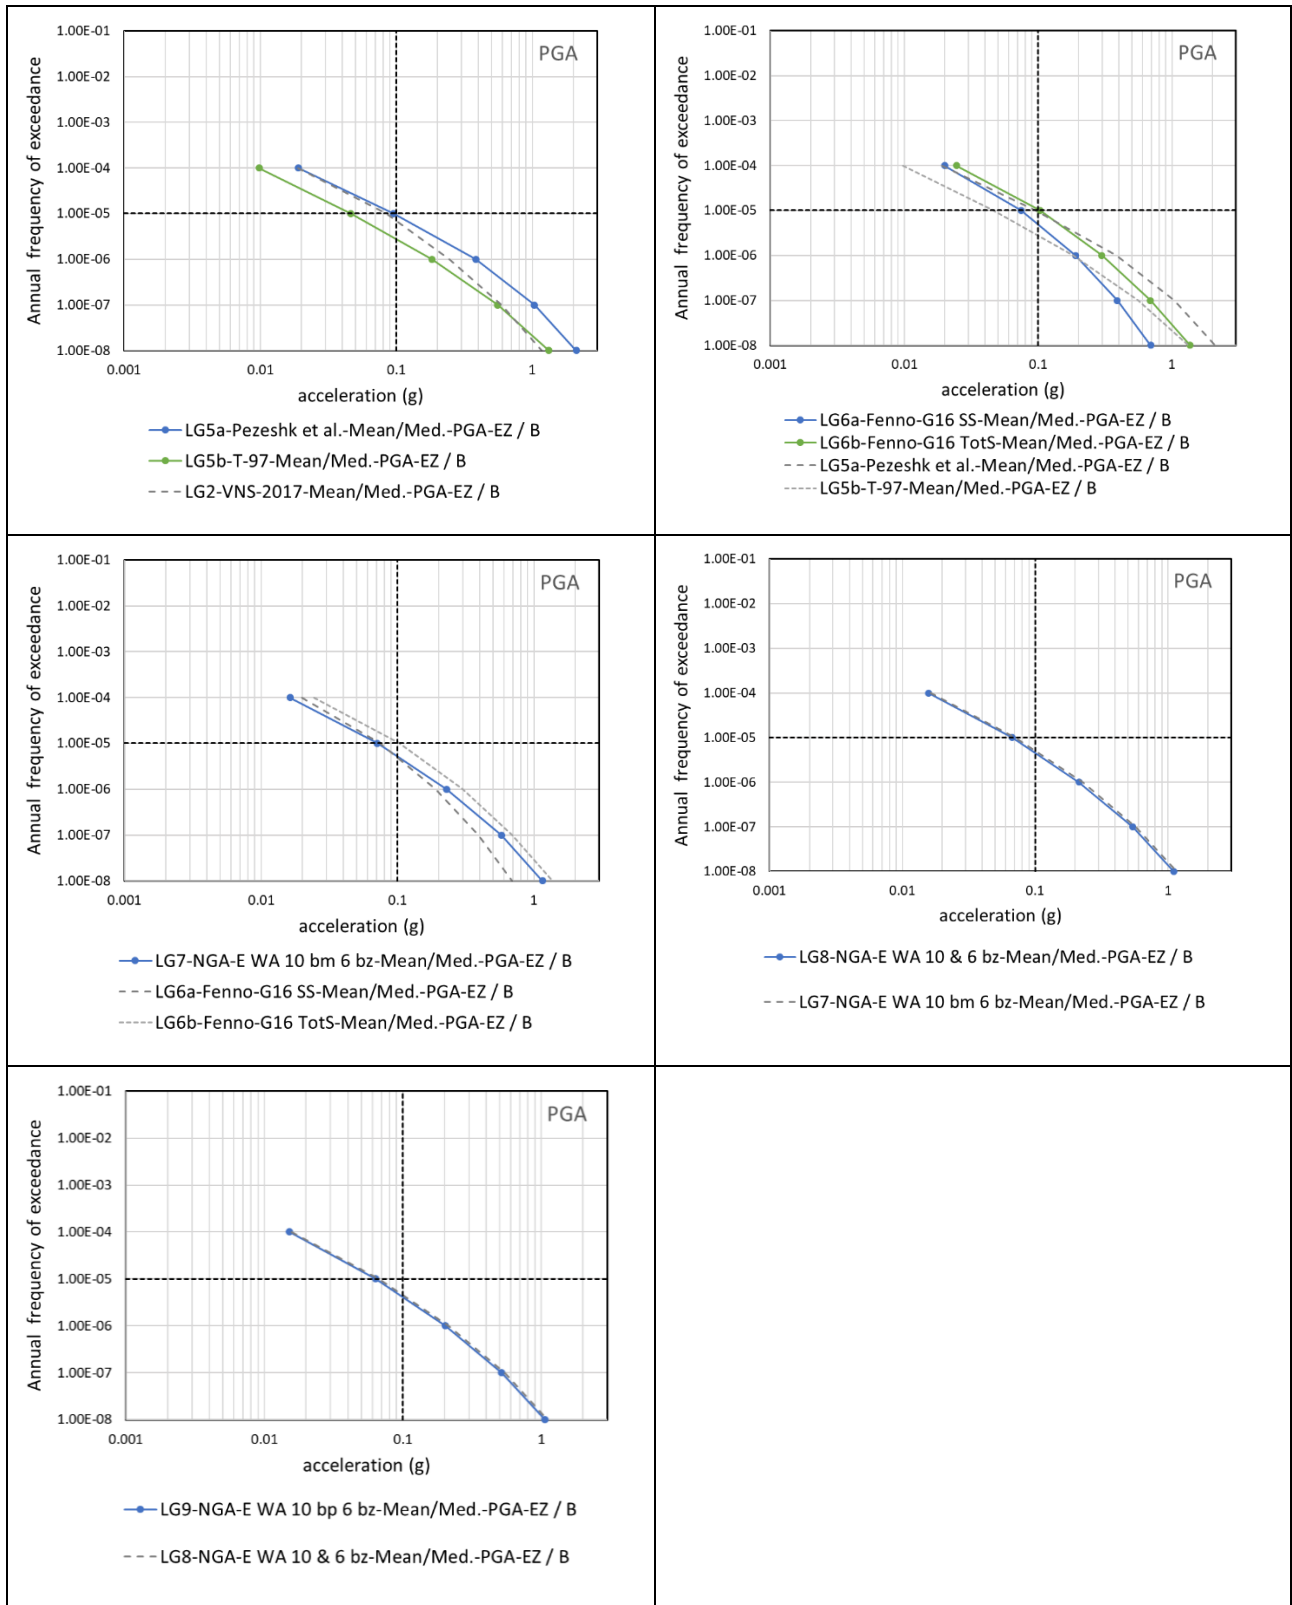 PGA
Annual frequency of exceedance
1.00E-01
1.00E-02
1.00E-03
1.00E-04
1.00E-05
1.00E-06
1.00E-07
1.00E-08
0.001 0.01 0.1 1
acceleration (g)
LG5a-Pezeshk et al.-Mean/Med.-PGA-EZ / B
LG5b-T-97-Mean/Med.-PGA-EZ / B
LG2-VNS-2017-Mean/Med.-PGA-EZ / B
PGA
Annual frequency of exceedance
1.00E-01
1.00E-02
1.00E-03
1.00E-04
1.00E-05
1.00E-06
1.00E-07
1.00E-08
0.001 0.01 0.1 1
acceleration (g)
LG6a-Fenno-G16 SS-Mean/Med.-PGA-EZ / B
LG6b-Fenno-G16 TotS-Mean/Med.-PGA-EZ / B
LG5a-Pezeshk et al.-Mean/Med.-PGA-EZ / B
LG5b-T-97-Mean/Med.-PGA-EZ / B
PGA
Annual frequency of exceedance
1.00E-01
1.00E-02
1.00E-03
1.00E-04
1.00E-05
1.00E-06
1.00E-07
1.00E-08
0.001 0.01 0.1 1
acceleration (g)
LG7-NGA-E WA 10 bm 6 bz-Mean/Med.-PGA-EZ / B
LG6a-Fenno-G16 SS-Mean/Med.-PGA-EZ / B
LG6b-Fenno-G16 TotS-Mean/Med.-PGA-EZ / B
PGA
Annual frequency of exceedance
1.00E-01
1.00E-02
1.00E-03
1.00E-04
1.00E-05
1.00E-06
1.00E-07
1.00E-08
0.001 0.01 0.1 1
acceleration (g)
LG8-NGA-E WA 10 & 6 bz-Mean/Med.-PGA-EZ / B
LG7-NGA-E WA 10 bm 6 bz-Mean/Med.-PGA-EZ / B
PGA
Annual frequency of exceedance
1.00E-01
1.00E-02
1.00E-03
1.00E-04
1.00E-05
1.00E-06
1.00E-07
1.00E-08
0.001 0.01 0.1 1
acceleration (g)
LG9-NGA-E WA 10 bp 6 bz-Mean/Med.-PGA-EZ / B
LG8-NGA-E WA 10 & 6 bz-Mean/Med.-PGA-EZ / B